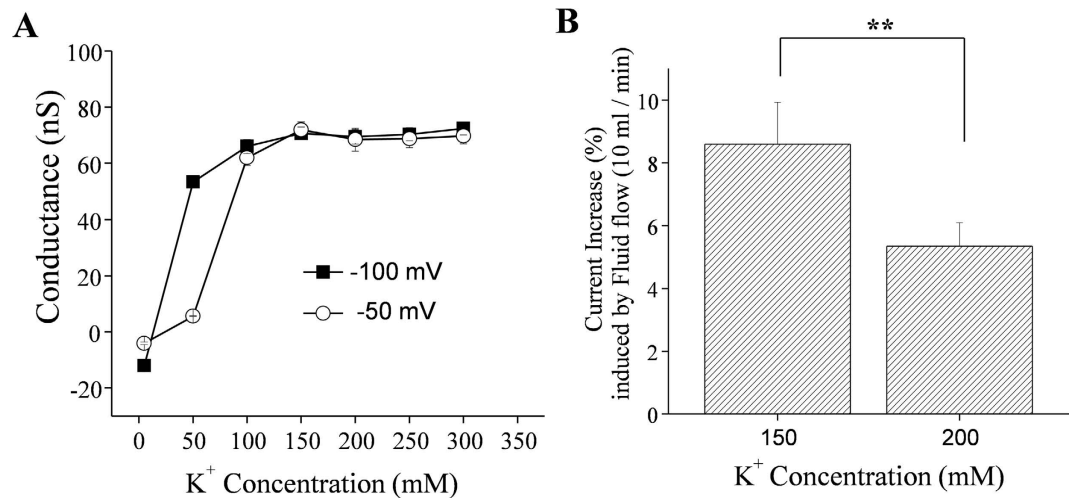 A
Conductance (nS)
100
80
60
40
20
0
-20
-100 mV
-50 mV
0 50 100 150 200 250 300 350
K+ Concentration (mM)
B
**
Current Increase (%)
induced by Fluid flow (10 ml / min)
10
8
6
4
2
0
150 200
K+ Concentration (mM)